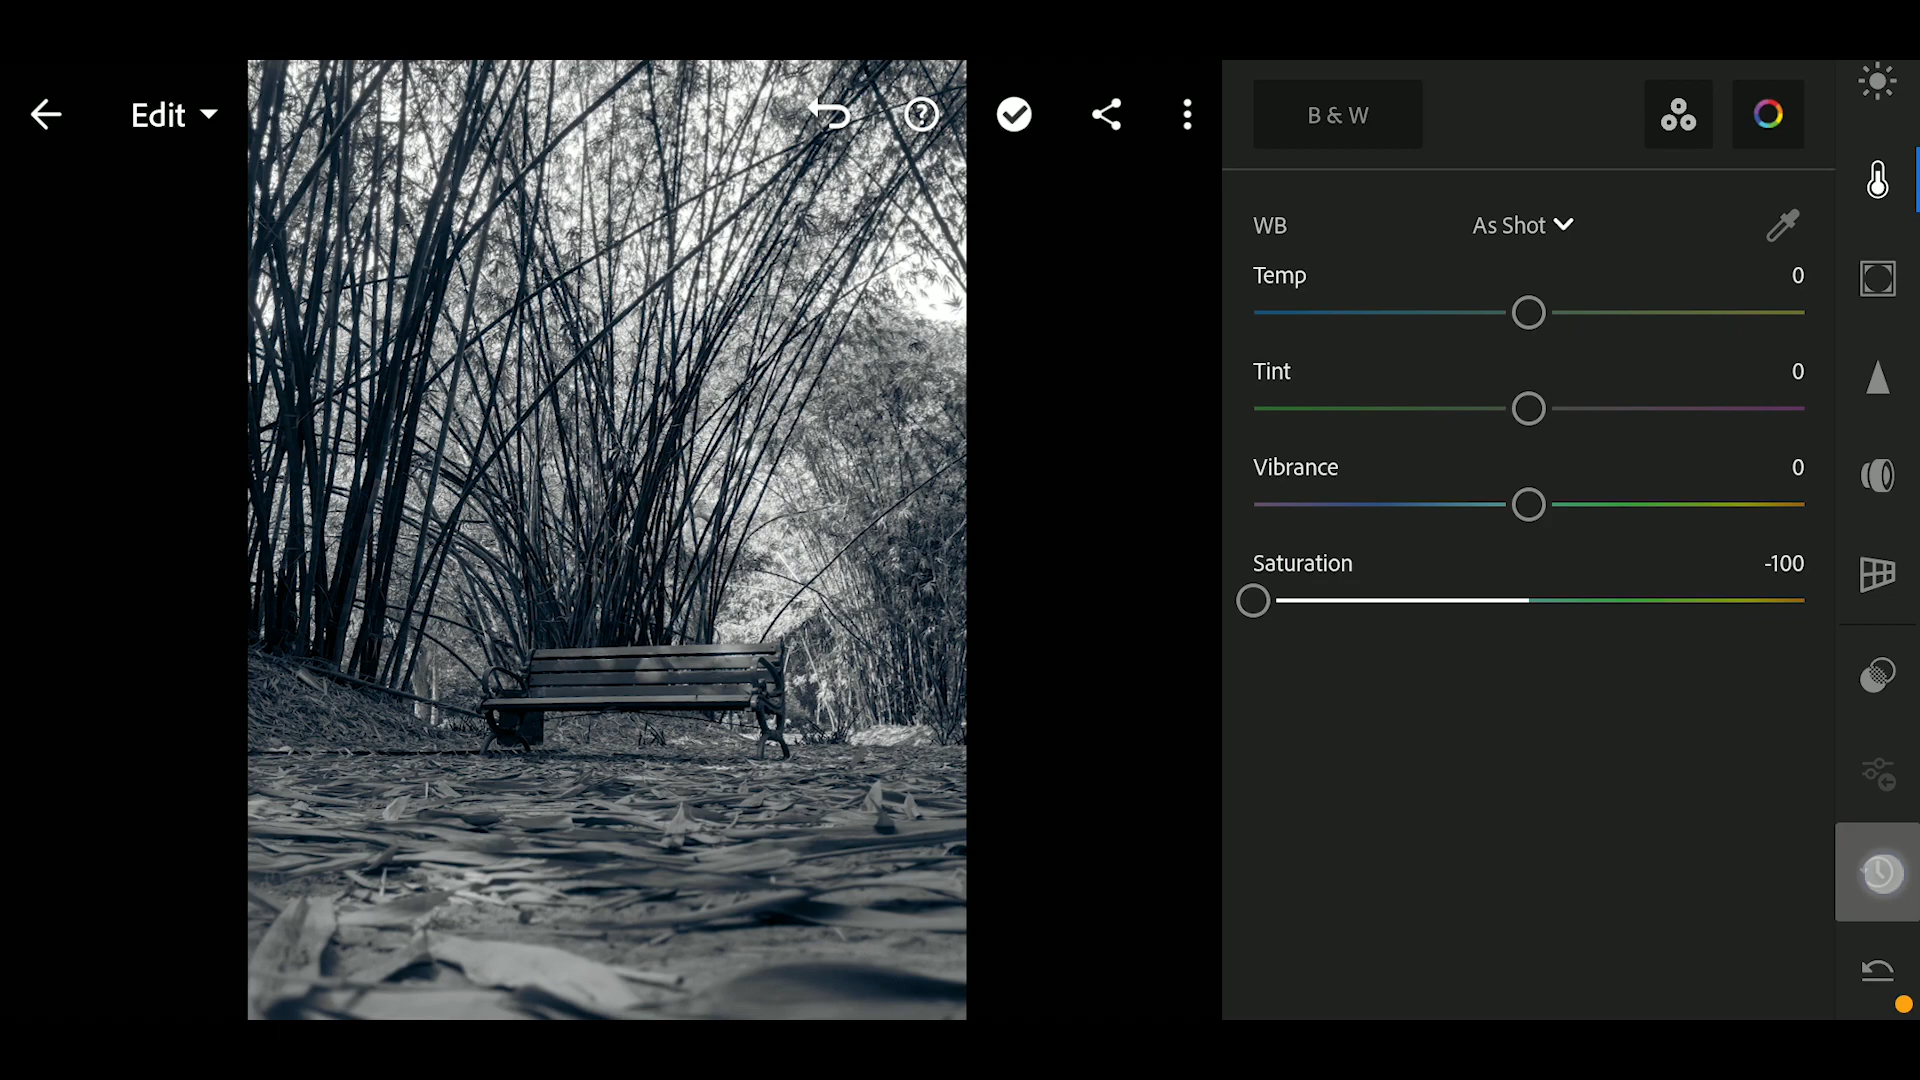 Edit
B & W
WB
As Shot
Temp
0
Tint
0
Vibrance
0
Saturation
-100